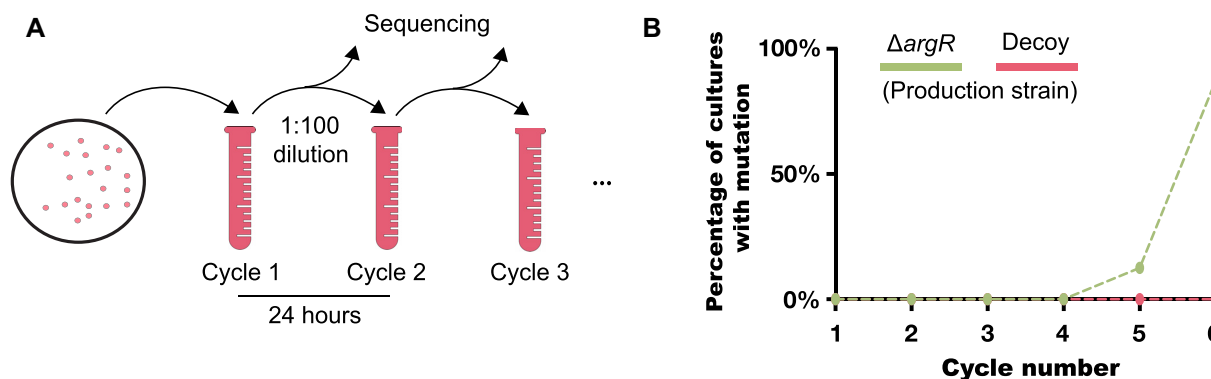 A
Sequencing
1:100
dilution
...
Cycle 1
Cycle 2
Cycle 3
24 hours
B
ΔargR
Decoy
(Production strain)
Percentage of cultures
with mutation
100%
50%
0%
1
2
3
4
5
Cycle number